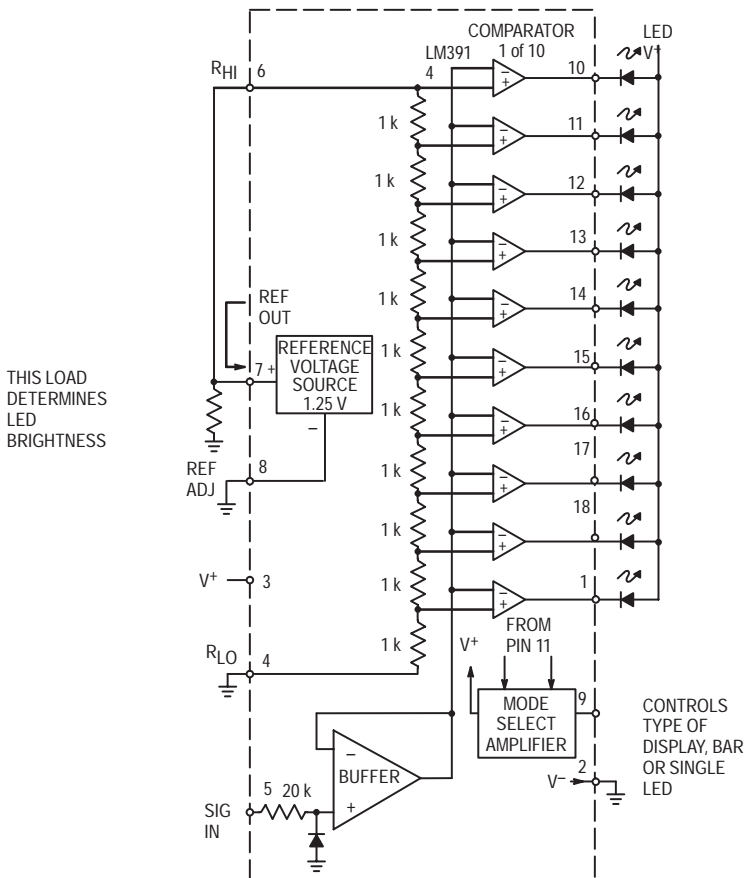 COMPARATOR
1 of 10
LED
V+
LM391
4
RHI
6
10
1 k
11
1 k
12
1 k
13
1 k
14
REF
OUT
1 k
15
THIS LOAD
DETERMINES
LED
BRIGHTNESS
7
+
REFERENCE
VOLTAGE
SOURCE
1.25 V
–
1 k
16
1 k
17
REF
ADJ
8
1 k
18
V+
3
1 k
1
RLO
4
1 k
V+
FROM
PIN 11
MODE
SELECT
AMPLIFIER
9
CONTROLS
TYPE OF
DISPLAY, BAR
OR SINGLE
LED
V–
2
–
BUFFER
+
SIG
IN
5
20 k
–
+
–
+
–
+
–
+
–
+
–
+
–
+
–
+
–
+
–
+